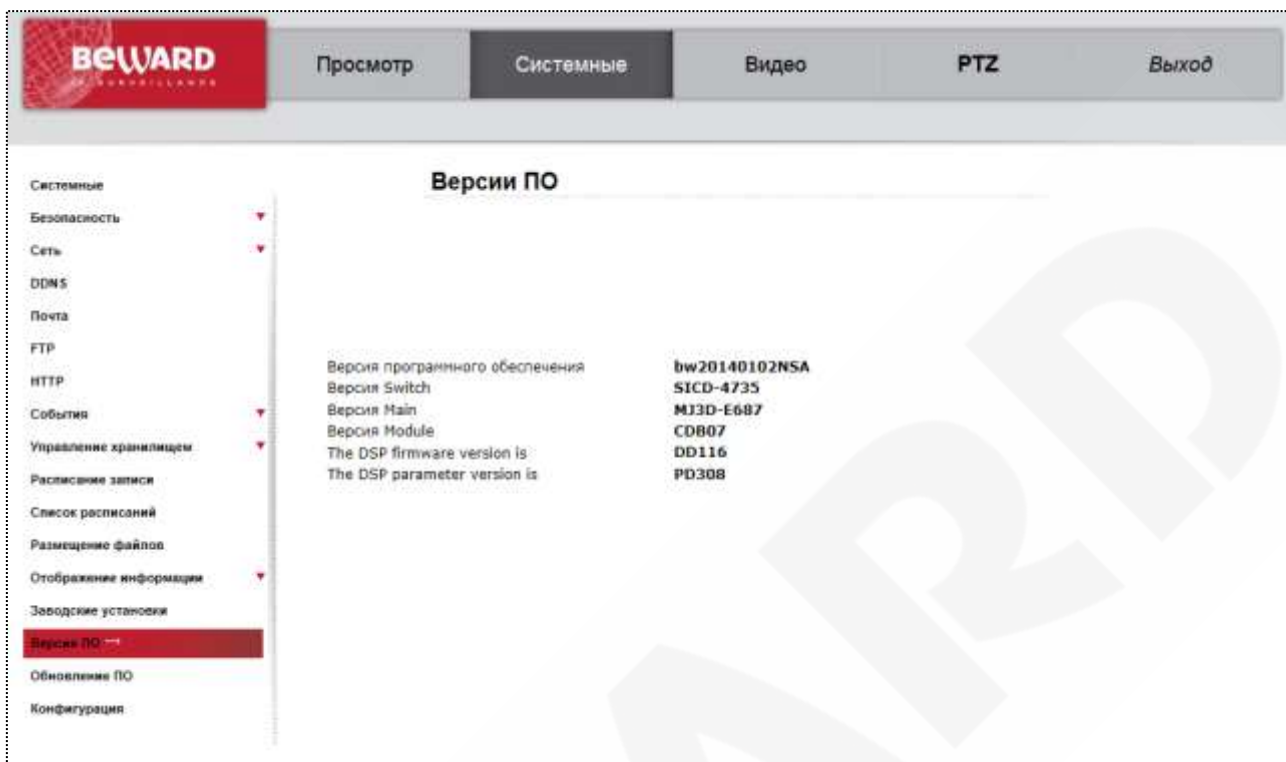 BEWARD
Просмотр Системные Видео PTZ Выход
Версии ПО
Системные
Безопасность
Сеть
DDNS
Почта
FTP
HTTP
События
Управление хранилищем
Расписание записи
Список расписаний
Размещение файлов
Отображение информации
Заводские установки
Версия ПО
Обновление ПО
Конфигурация
Версия программного обеспечения bw20140102NSA
Версия Switch SICD-4735
Версия Main MJ3D-E687
Версия Module CDB07
The DSP firmware version is DD116
The DSP parameter version is PD308
ARD